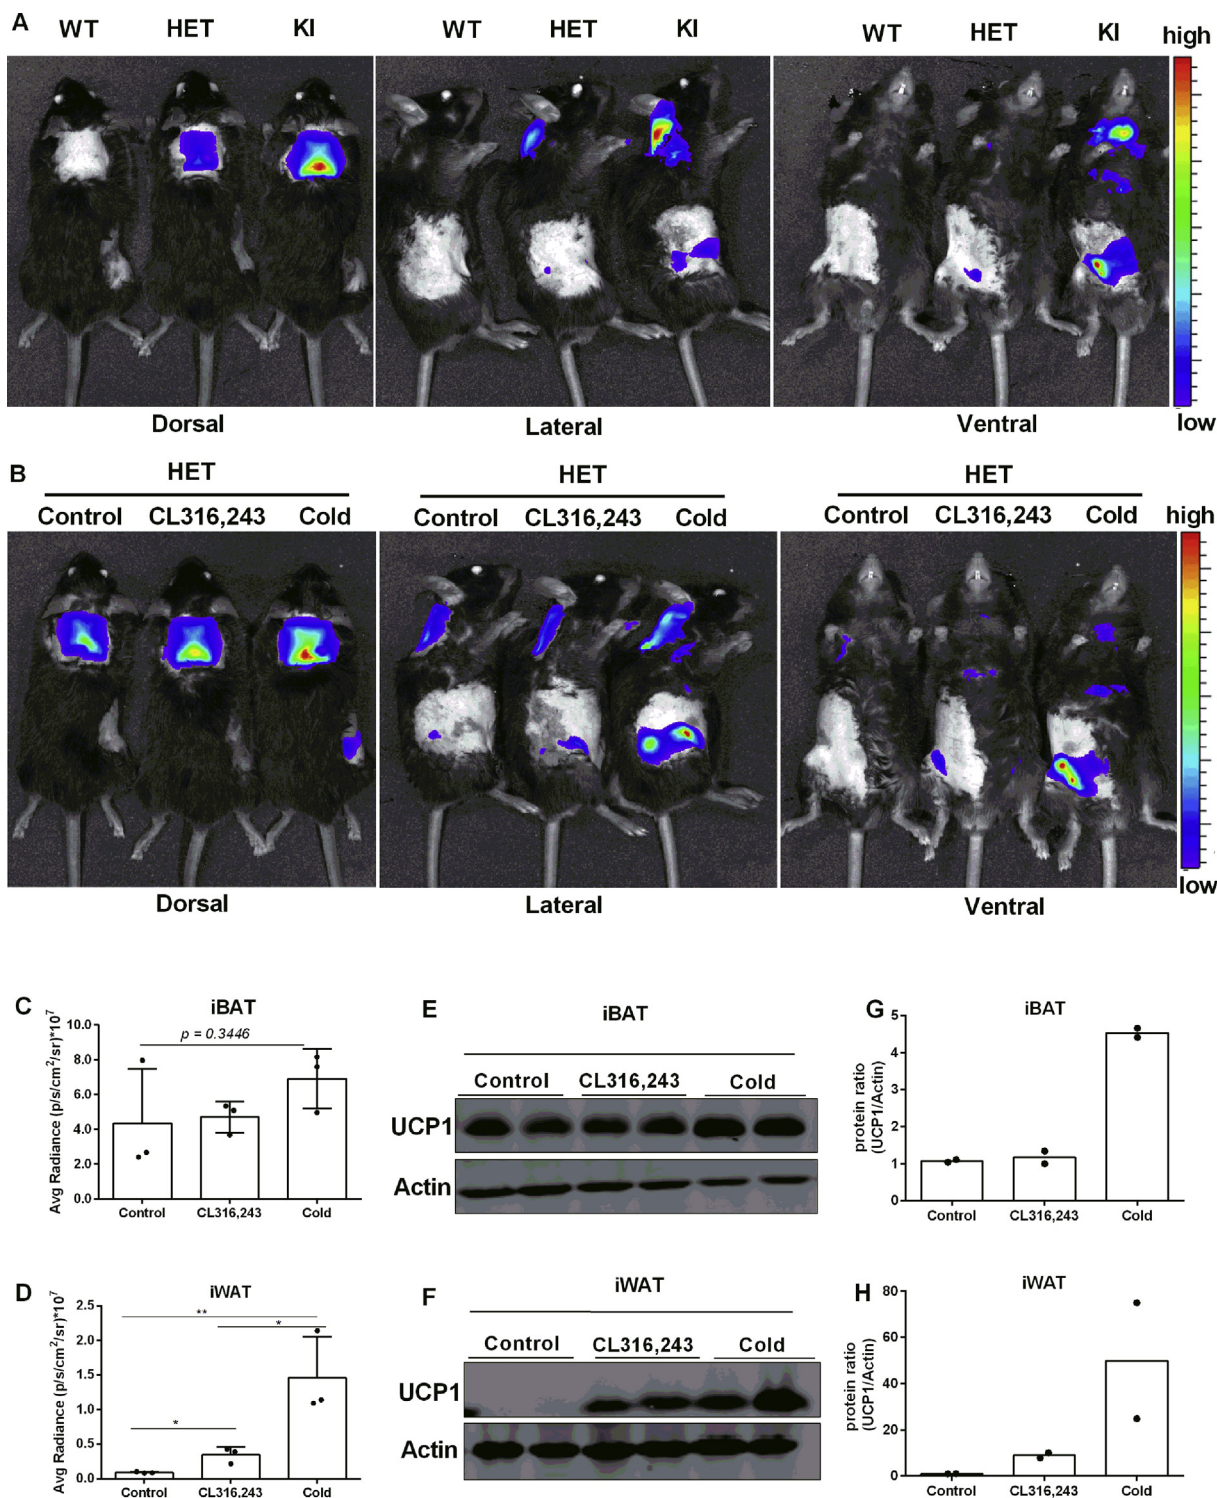 A
WT HET KI WT HET KI WT HET KI
high
low
Dorsal Lateral Ventral
B
HET HET HET
Control CL316,243 Cold Control CL316,243 Cold Control CL316,243 Cold
high
low
Dorsal Lateral Ventral
C
iBAT
Avg Radiance (p/s/cm²/sr)*10⁷
10.0
8.0
6.0
4.0
2.0
0.0
p = 0.3446
Control CL316,243 Cold
E
iBAT
Control CL316,243 Cold
UCP1
Actin
G
iBAT
protein ratio
(UCP1/Actin)
5
4
3
2
1
0
Control CL316,243 Cold
D
iWAT
Avg Radiance (p/s/cm²/sr)*10⁷
2.5
2.0
1.5
1.0
0.5
0.0
**
*
*
Control CL316,243 Cold
F
iWAT
Control CL316,243 Cold
UCP1
Actin
H
iWAT
protein ratio
(UCP1/Actin)
80
60
40
20
0
Control CL316,243 Cold